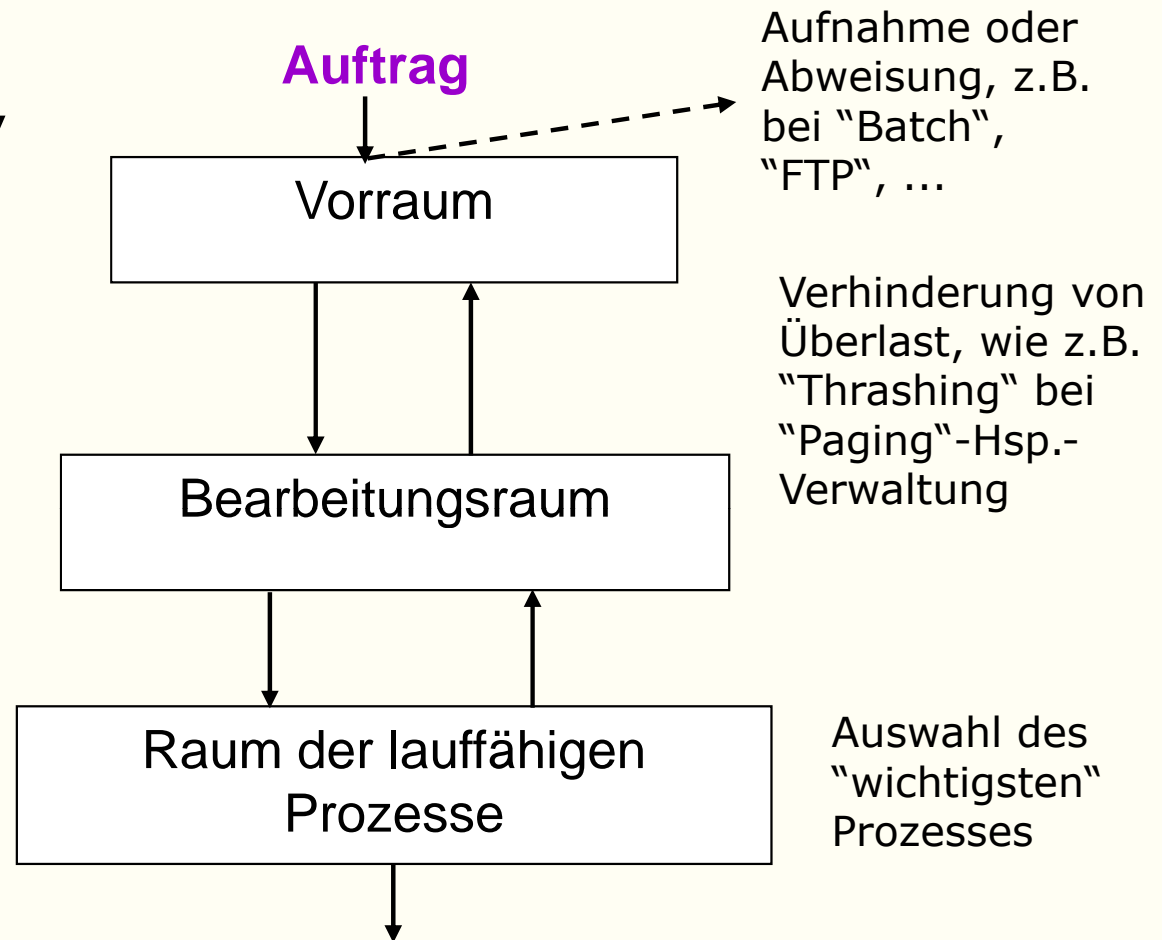 Auftrag
Aufnahme oder
Abweisung, z.B.
bei “Batch“,
“FTP“, ...
Vorraum
Verhinderung von
Überlast, wie z.B.
“Thrashing“ bei
“Paging“-Hsp.-
Verwaltung
Bearbeitungsraum
Raum der lauffähigen
Prozesse
Auswahl des
“wichtigsten“
Prozesses